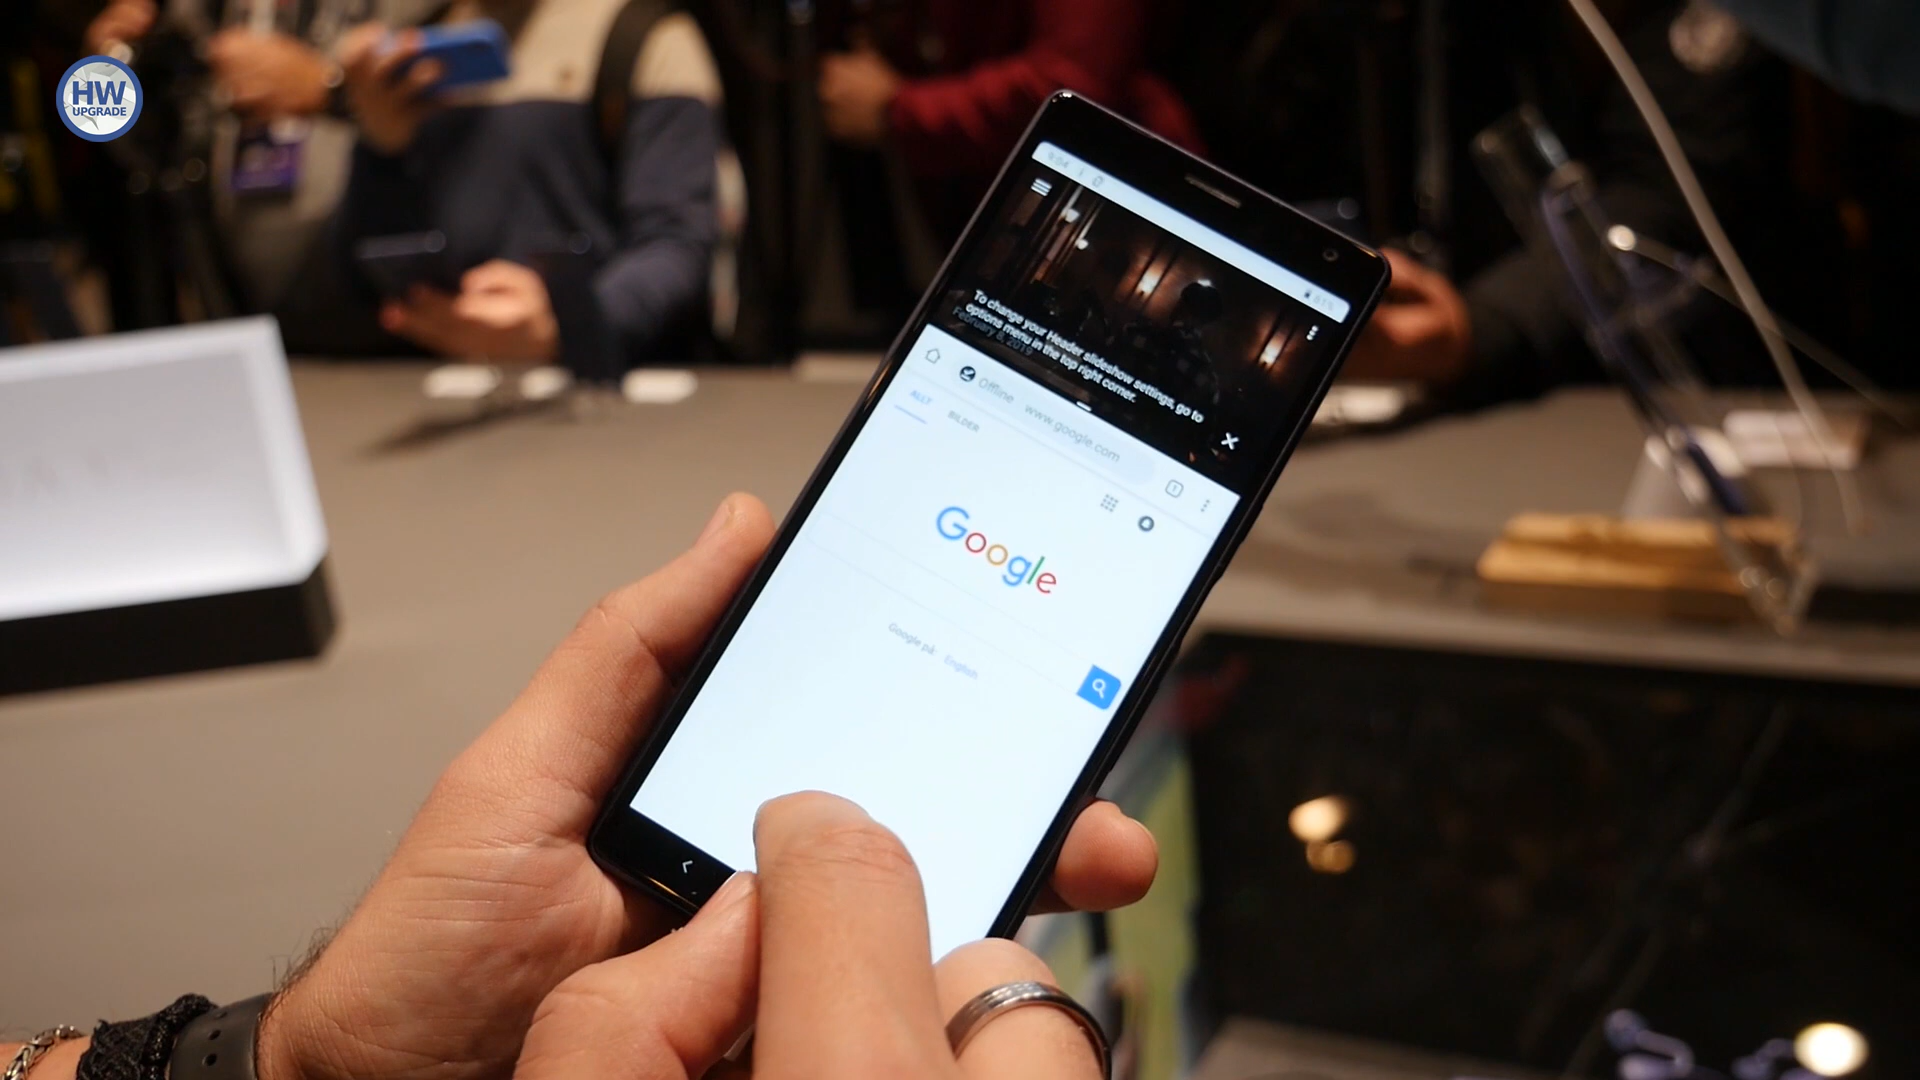 HW
UPGRADE
To change your Header slideshow settings, go to
options menu in the top right corner.
February 8, 2019
Offline www.google.com
ALLT BILDER
Google
Google på: English